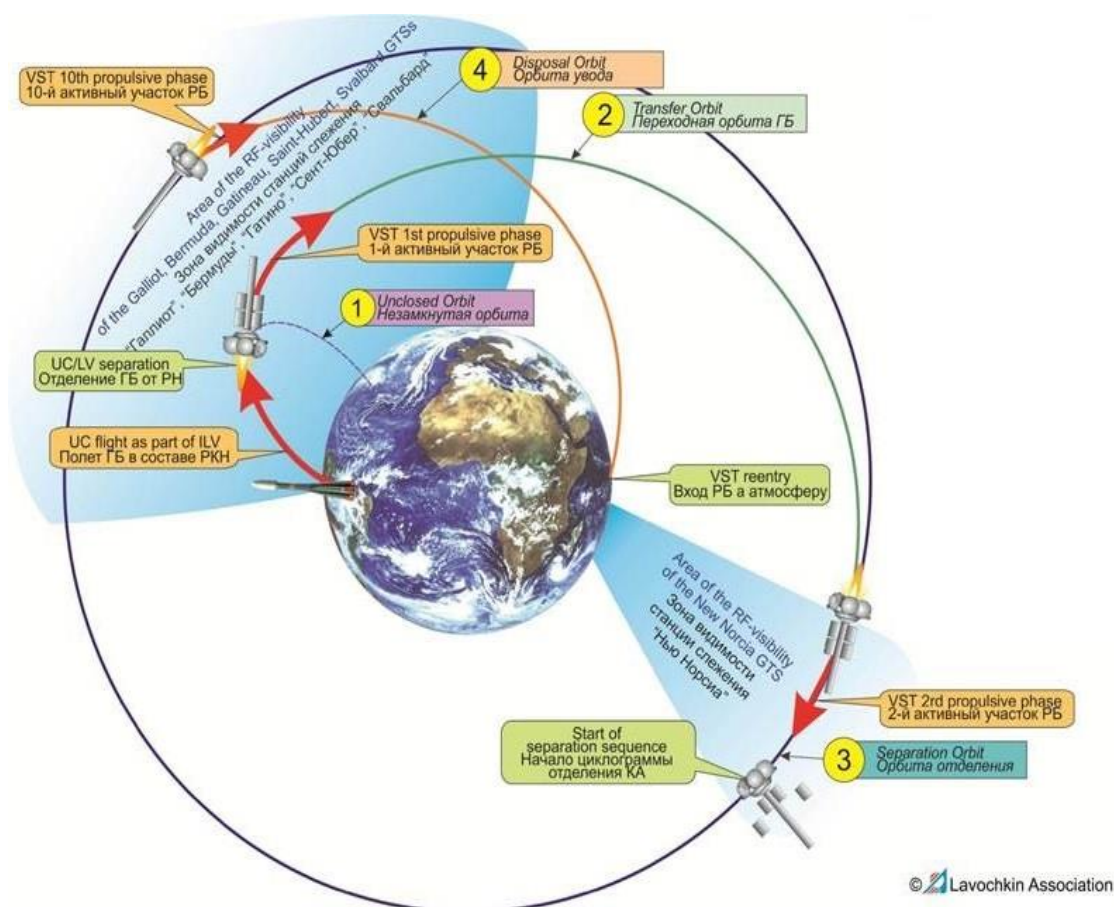 VST 10th propulsive phase
10-й активный участок РБ
4
Disposal Orbit
Орбита увода
2
Transfer Orbit
Переходная орбита ГБ
Area of the RF-visibility
of the Galliot, Bermuda, Gatineau, Saint-Hubert, Svalbard GTSs
Зона видимости станций слежения
"Галлиот", "Бермуды", "Гатино", "Сент-Юбер", "Свальбард"
VST 1st propulsive phase
1-й активный участок РБ
1
Unclosed Orbit
Незамкнутая орбита
UC/LV separation
Отделение ГБ от РН
UC flight as part of ILV
Полет ГБ в составе РКН
VST reentry
Вход РБ а атмосферу
Area of the RF-visibility
of the New Norcia GTS
Зона видимости
станции слежения
"Нью Норсиа"
VST 2rd propulsive phase
2-й активный участок РБ
Start of
separation sequence
Начало циклограммы
отделения КА
3
Separation Orbit
Орбита отделения
© Lavochkin Association